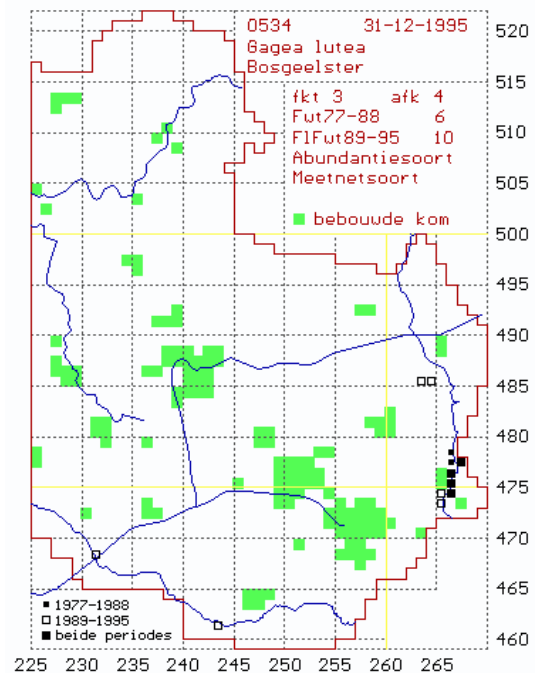 0534 31-12-1995
Gagea lutea
Bosgeelster
fkt 3 afk 4
Fwt77-88 6
FlFwt89-95 10
Abundantiesoort
Meetnetsoort
bebouwde kom
520
515
510
505
500
495
490
485
480
475
470
465
460
1977-1988
1989-1995
beide periodes
225 230 235 240 245 250 255 260 265